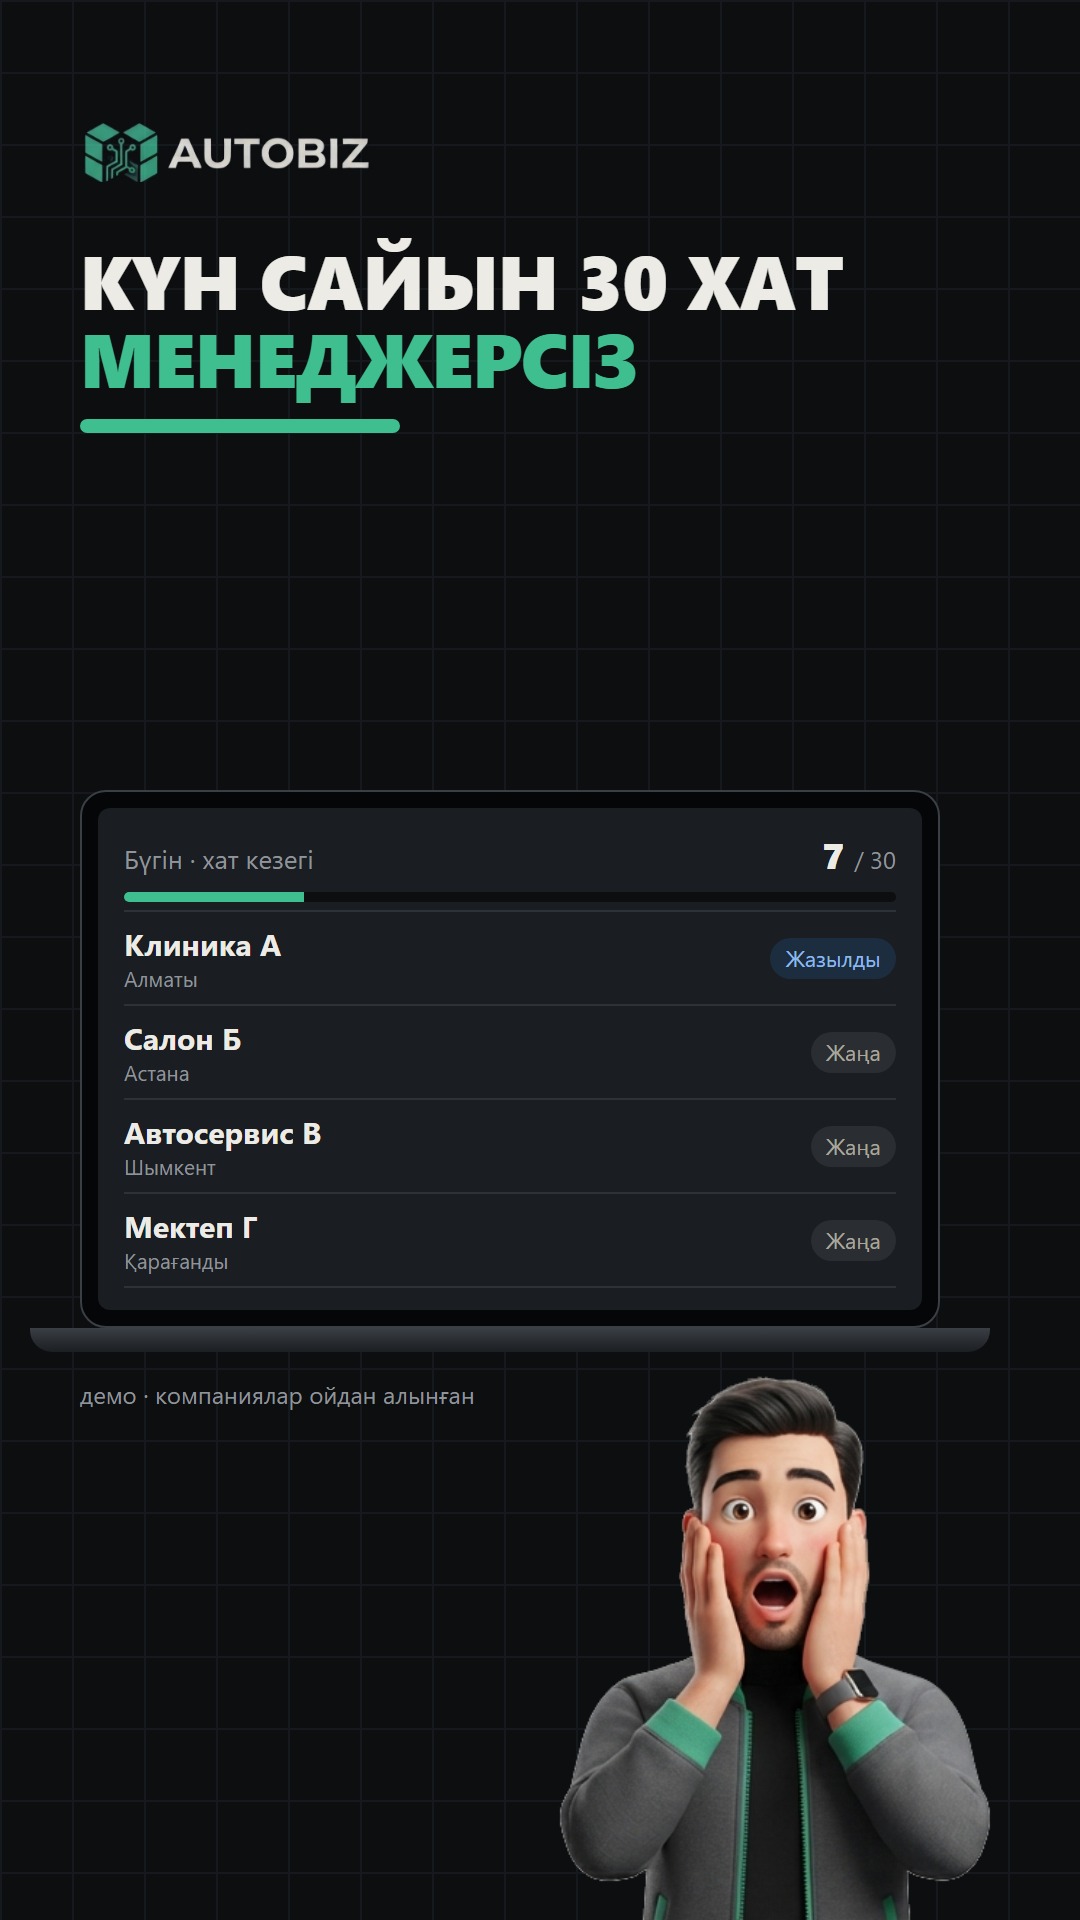 AUTOBIZ
КҮН САЙЫН 30 ХАТ
МЕНЕДЖЕРСІЗ
Бүгін · хат кезегі 7 / 30
Клиника А
Жазылды
Алматы
Салон Б
Жаңа
Астана
Автосервис В
Жаңа
Шымкент
Мектеп Г
Жаңа
Қарағанды
демо · компаниялар ойдан алынған